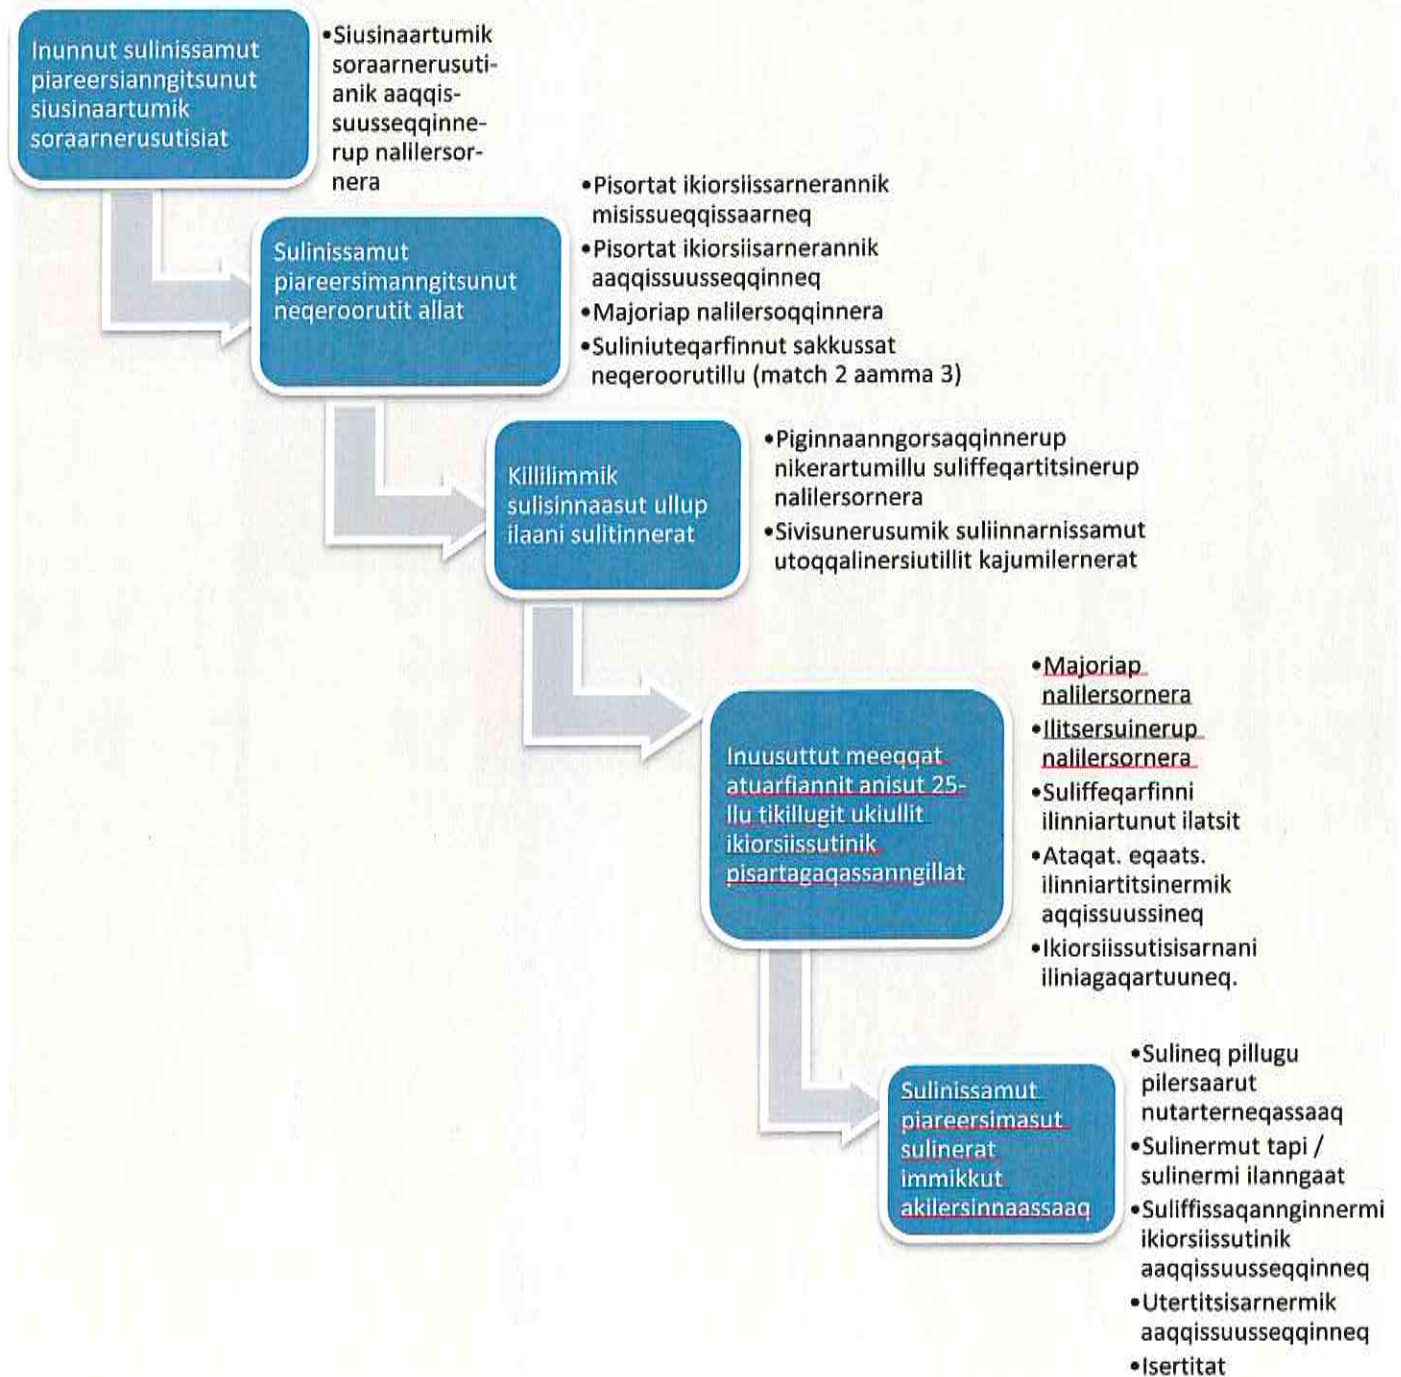 Inunnut sulinissamut
piareersianngitsunut
siusinaartumik
soraarnerusutisiat
•Siusinaartumik
soraarnerusuti-
anik aaqqis-
suusseqqinne-
rup nalilersor-
nera
Sulinissamut
piareersimanngitsunut
neqeroorutit allat
•Pisortat ikiorsiissarnerannik
misissueqqissaarneq
•Pisortat ikiorsiisarnerannik
aaqqissuusseqqinneq
•Majoriap nalilersoqqinnera
•Suliniuteqarfinnut sakkussat
neqeroorutillu (match 2 aamma 3)
Killilimmik
sulisinnaasut ullup
ilaani sulitinnerat
•Piginnaanngorsaqqinnerup
nikerartumillu suliffeqartitsinerup
nalilersornera
•Sivisunerusumik suliinnarnissamut
utoqqalinersiutillit kajumilernerat
Inuusuttut meeqqat
atuarfiannit anisut 25-
llu tikillugit ukiullit
ikiorsiissutinik
pisartagaqassanngillat
•Majoriap
nalilersornera
•Ilitsersuinerup
nalilersornera
•Suliffeqarfinni
ilinniartunut ilatsit
•Ataqat. eqaats.
ilinniartitsinermik
aqqissuussineq
•Ikiorsiissutisisarnani
iliniagaqartuuneq.
Sulinissamut
piareersimasut
sulinerat
immikkut
akilersinnaassaaq
•Sulineq pillugu
pilersaarut
nutarterneqassaaq
•Sulinermut tapi /
sulinermi ilanngaat
•Suliffissaqannginnermi
ikiorsiissutinik
aaqqissuusseqqinneq
•Utertitsisarnermik
aaqqissuusseqqinneq
•Isertitat